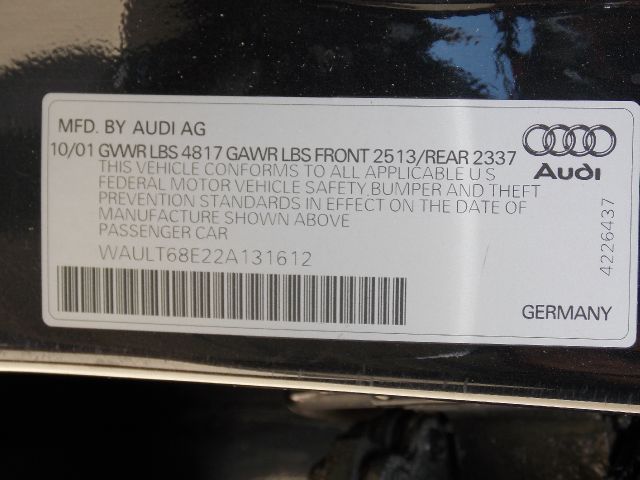 MFD. BY AUDI AG
10/01 GVWR LBS 4817 GAWR LBS FRONT 2513/REAR 2337
THIS VEHICLE CONFORMS TO ALL APPLICABLE U S
FEDERAL MOTOR VEHICLE SAFETY BUMPER AND THEFT
PREVENTION STANDARDS IN EFFECT ON THE DATE OF
MANUFACTURE SHOWN ABOVE
PASSENGER CAR
WAULT68E22A131612
Audi
4226437
GERMANY